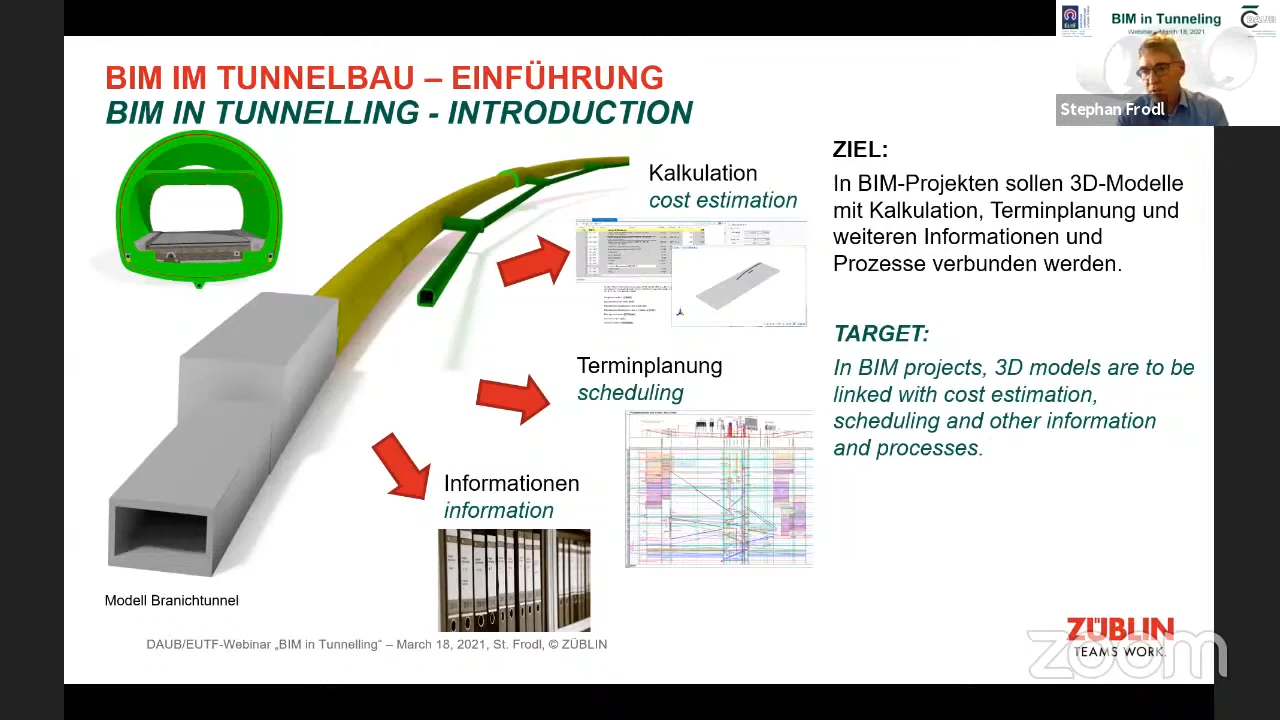 BIM in Tunneling
Webinar - March 18, 2021
DAUB
Stephan Frodl
BIM IM TUNNELBAU – EINFÜHRUNG
BIM IN TUNNELLING - INTRODUCTION
Kalkulation
cost estimation
Terminplanung
scheduling
Informationen
information
Modell Branichtunnel
ZIEL:
In BIM-Projekten sollen 3D-Modelle
mit Kalkulation, Terminplanung und
weiteren Informationen und
Prozesse verbunden werden.
TARGET:
In BIM projects, 3D models are to be
linked with cost estimation,
scheduling and other information
and processes.
DAUB/EUTF-Webinar „BIM in Tunnelling“ – March 18, 2021, St. Frodl, © ZÜBLIN
ZÜBLIN
TEAMS WORK.
zoom